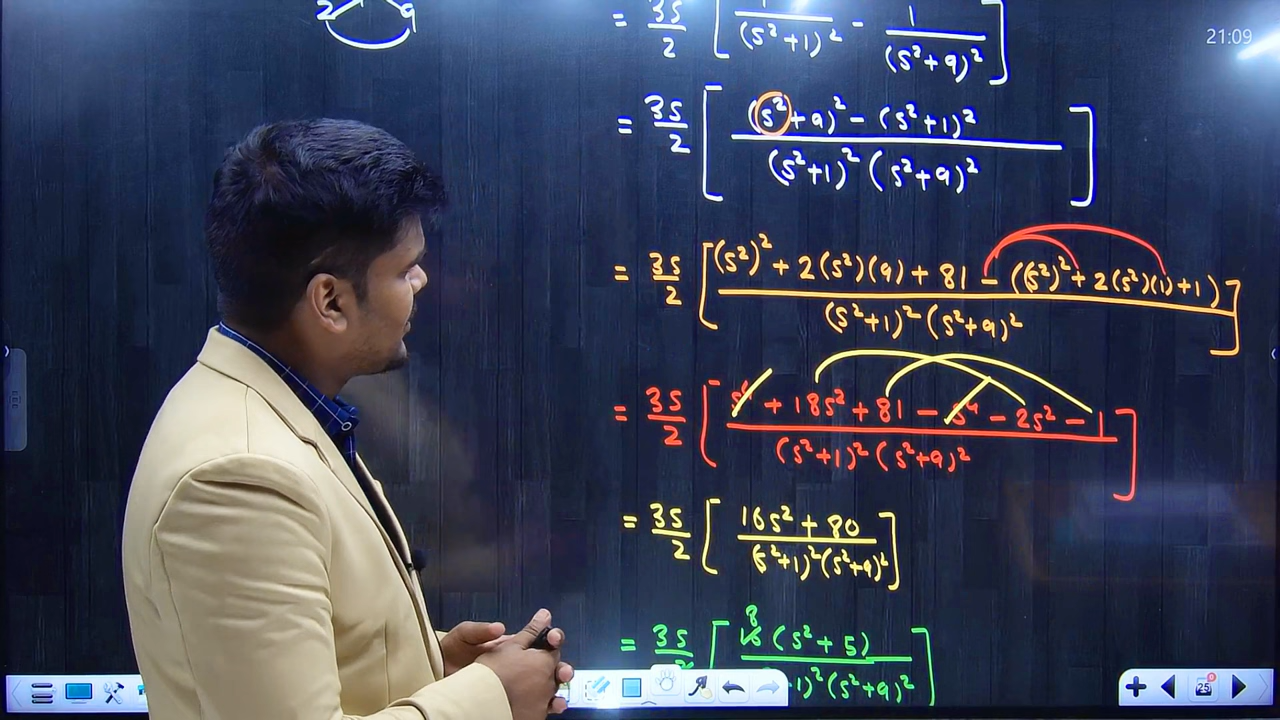 2 9
= 3s/2 [ 1/(s²+1)² - 1/(s²+9)² ]
21:09
= 3s/2 [ ((s²+9)² - (s²+1)²)/((s²+1)² (s²+9)²) ]
= 3s/2 [ ((s²)² + 2(s²)(9) + 81 - ((s²)² + 2(s²)(1) + 1))/((s²+1)² (s²+9)²) ]
= 3s/2 [ (s⁴ + 18s² + 81 - s⁴ - 2s² - 1)/((s²+1)² (s²+9)²) ]
= 3s/2 [ (16s² + 80)/((s²+1)² (s²+9)²) ]
8
= 3s/2 [ 16 (s² + 5)/( 1)² (s²+9)² ]
25